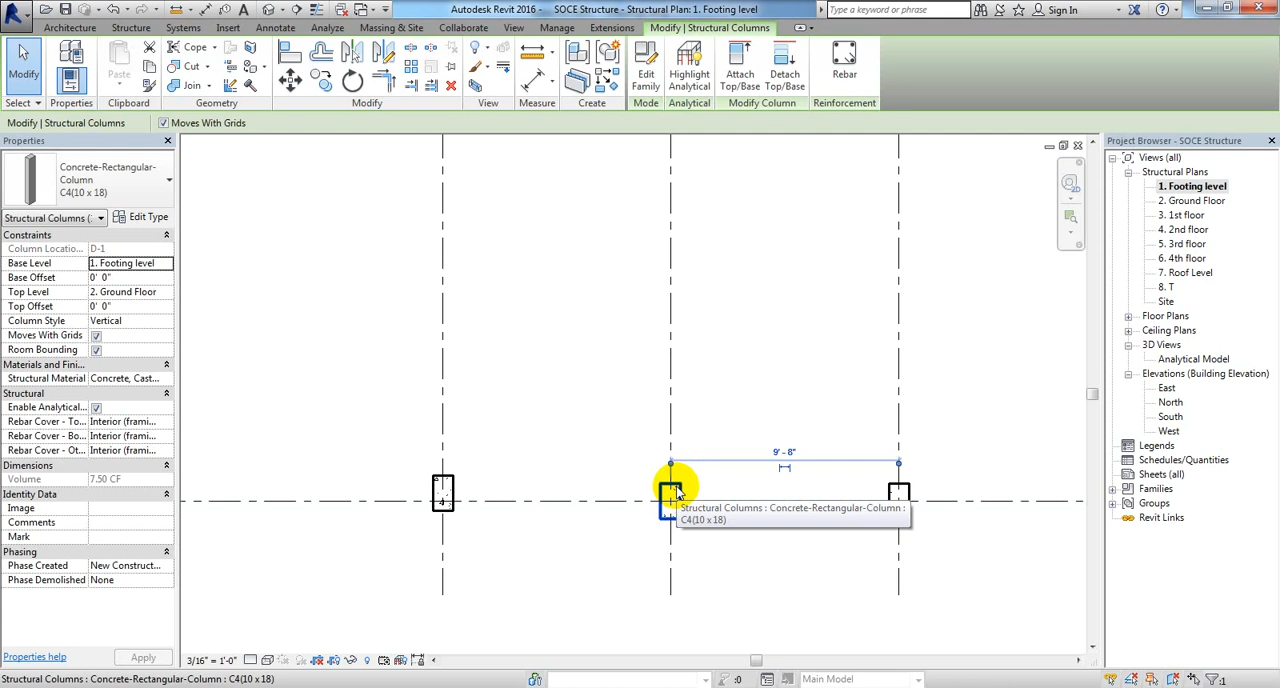 Autodesk Revit 2016 - SOCE Structure - Structural Plan: 1. Footing level
Type a keyword or phrase
Sign In
Architecture Structure Systems Insert Annotate Analyze Massing & Site Collaborate View Manage Extensions Modify | Structural Columns
Modify
Paste
Cope
Cut
Join
Edit Family
Highlight Analytical
Attach Top/Base
Detach Top/Base
Rebar
Select Properties Clipboard Geometry Modify View Measure Create Mode Analytical Modify Column Reinforcement
Modify | Structural Columns
Moves With Grids
Properties
Concrete-Rectangular-
Column
C4(10 x 18)
Structural Columns (1
Edit Type
Constraints
Column Locatio... D-1
Base Level 1. Footing level
Base Offset 0' 0"
Top Level 2. Ground Floor
Top Offset 0' 0"
Column Style Vertical
Moves With Grids
Room Bounding
Materials and Fini...
Structural Material Concrete, Cast...
Structural
Enable Analytical...
Rebar Cover - To... Interior (frami...
Rebar Cover - Bo... Interior (frami...
Rebar Cover - Ot... Interior (frami...
Dimensions
Volume 7.50 CF
Identity Data
Image
Comments
Mark
Phasing
Phase Created New Construct...
Phase Demolished None
Properties help
Apply
9' - 8"
Structural Columns : Concrete-Rectangular-Column :
C4(10 x 18)
2D
Project Browser - SOCE Structure
Views (all)
Structural Plans
1. Footing level
2. Ground Floor
3. 1st floor
4. 2nd floor
5. 3rd floor
6. 4th floor
7. Roof Level
8. T
Site
Floor Plans
Ceiling Plans
3D Views
Analytical Model
Elevations (Building Elevation)
East
North
South
West
Legends
Schedules/Quantities
Sheets (all)
Families
Groups
Revit Links
3/16" = 1'-0"
Structural Columns : Concrete-Rectangular-Column : C4(10 x 18)
:0
Main Model
:1